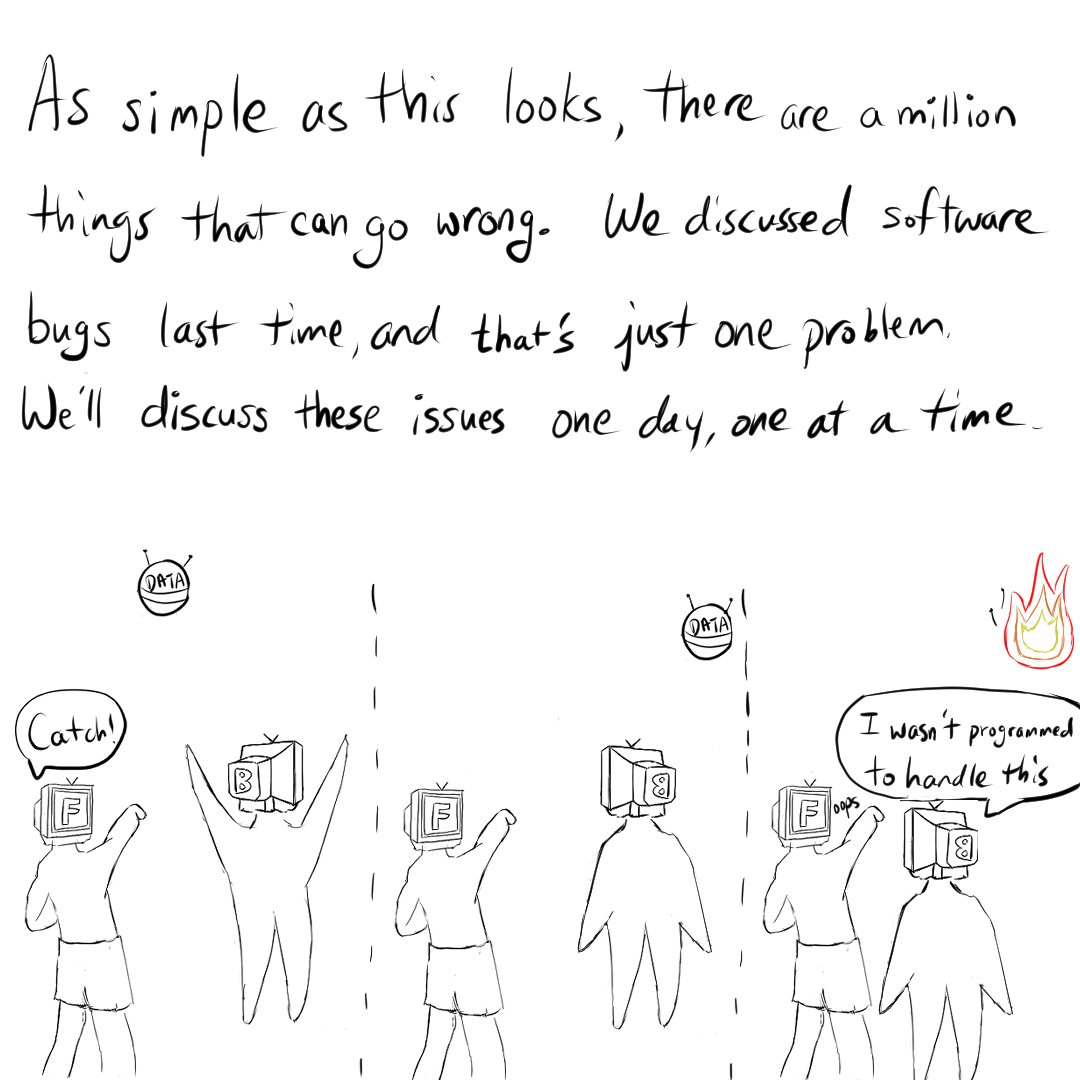 As simple as this looks, there are a million
things that can go wrong. We discussed software
bugs last time, and that's just one problem.
We'll discuss these issues one day, one at a time.
DATA
Catch!
F
B
DATA
F
B
I wasn't programmed
to handle this
F
oops
B